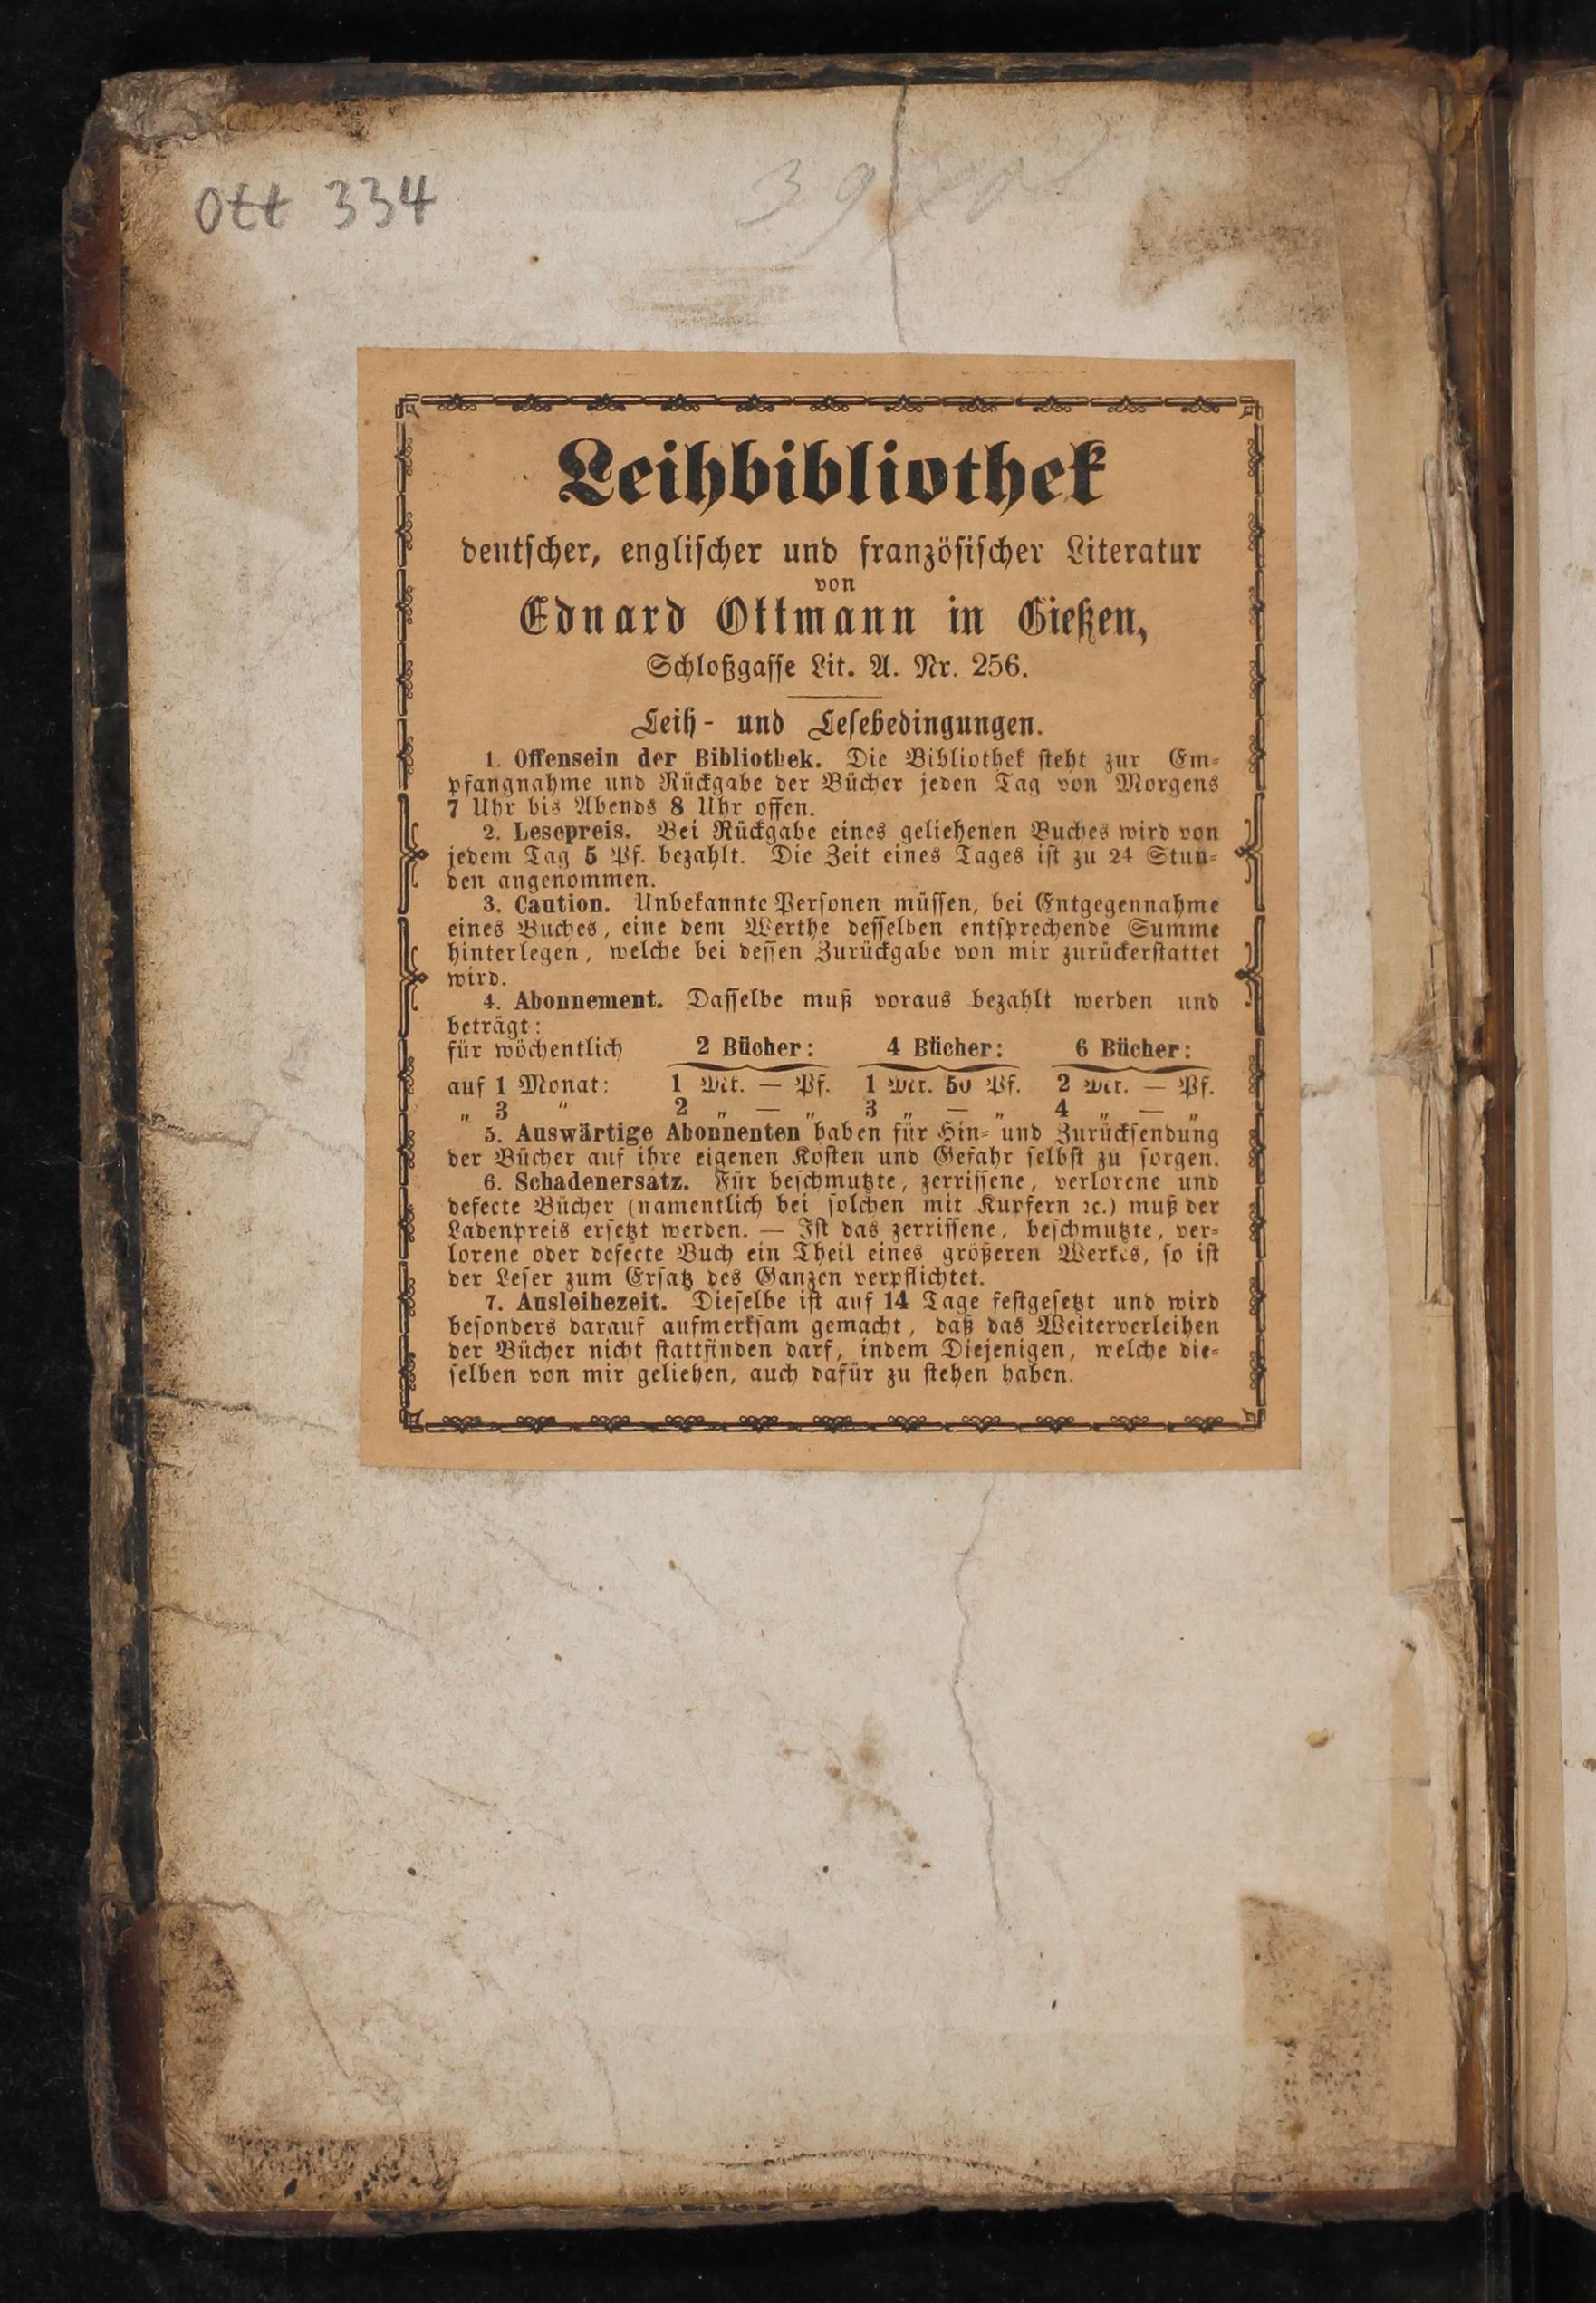 Ott 334
Leihbibliothek
deutscher, englischer und französischer Literatur
von
Eduard Ottmann in Gießen,
Schloßgasse Lit. A. Nr. 256.
Leih- und Lesebedingungen.
1. Offensein der Bibliothek. Die Bibliothek steht zur Em-
pfangnahme und Rückgabe der Bücher jeden Tag von Morgens
7 Uhr bis Abends 8 Uhr offen.
2. Lesepreis. Bei Rückgabe eines geliehenen Buches wird von
jedem Tag 5 Pf. bezahlt. Die Zeit eines Tages ist zu 24 Stun-
den angenommen.
3. Caution. Unbekannte Personen müssen, bei Entgegennahme
eines Buches, eine dem Werthe desselben entsprechende Summe
hinterlegen, welche bei dessen Zurückgabe von mir zurückerstattet
wird.
4. Abonnement. Dasselbe muß voraus bezahlt werden und
beträgt:
für wöchentlich 2 Bücher: 4 Bücher: 6 Bücher:
auf 1 Monat: 1 Mk. — Pf. 1 Mk. 50 Pf. 2 Mk. — Pf.
„ 3 „ 2 „ — „ 3 „ — „ 4 „ — „
5. Auswärtige Abonnenten haben für Hin- und Zurücksendung
der Bücher auf ihre eigenen Kosten und Gefahr selbst zu sorgen.
6. Schadenersatz. Für beschmutzte, zerrissene, verlorene und
defecte Bücher (namentlich bei solchen mit Kupfern ꝛc.) muß der
Ladenpreis ersetzt werden. — Ist das zerrissene, beschmutzte, ver-
lorene oder defecte Buch ein Theil eines größeren Werkes, so ist
der Leser zum Ersatz des Ganzen verpflichtet.
7. Ausleihezeit. Dieselbe ist auf 14 Tage festgesetzt und wird
besonders darauf aufmerksam gemacht, daß das Weiterverleihen
der Bücher nicht stattfinden darf, indem Diejenigen, welche die-
selben von mir geliehen, auch dafür zu stehen haben.